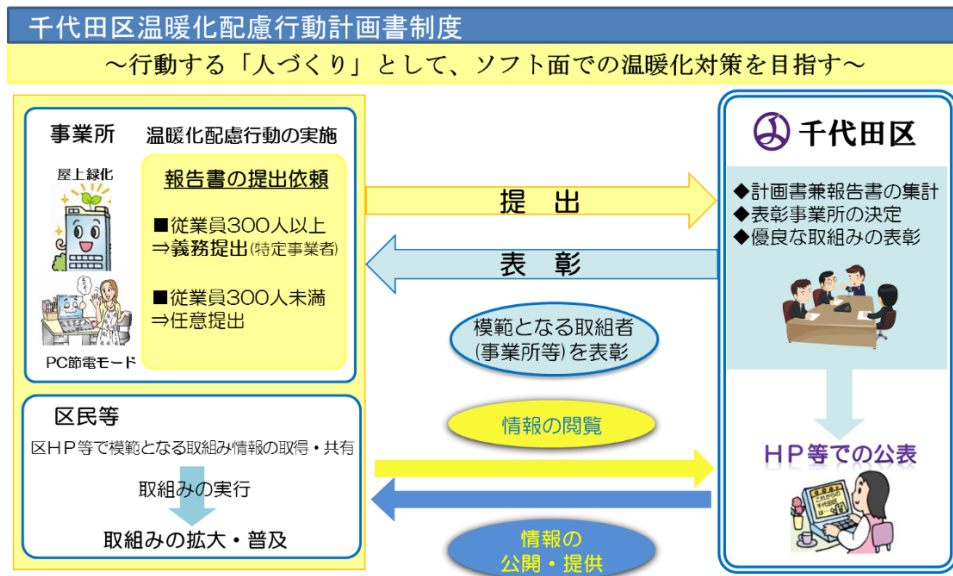 千代田区温暖化配慮行動計画書制度
～行動する「人づくり」として、ソフト面での温暖化対策を目指す～
事業所
温暖化配慮行動の実施
屋上緑化
報告書の提出依頼
■従業員300人以上
⇒義務提出(特定事業者)
■従業員300人未満
⇒任意提出
PC節電モード
区民等
区HP等で模範となる取組み情報の取得・共有
取組みの実行
取組みの拡大・普及
提 出
表 彰
模範となる取組者
(事業所等)を表彰
情報の閲覧
情報の
公開・提供
千代田区
◆計画書兼報告書の集計
◆表彰事業所の決定
◆優良な取組みの表彰
HP等での公表
これからの
千代田区
は…